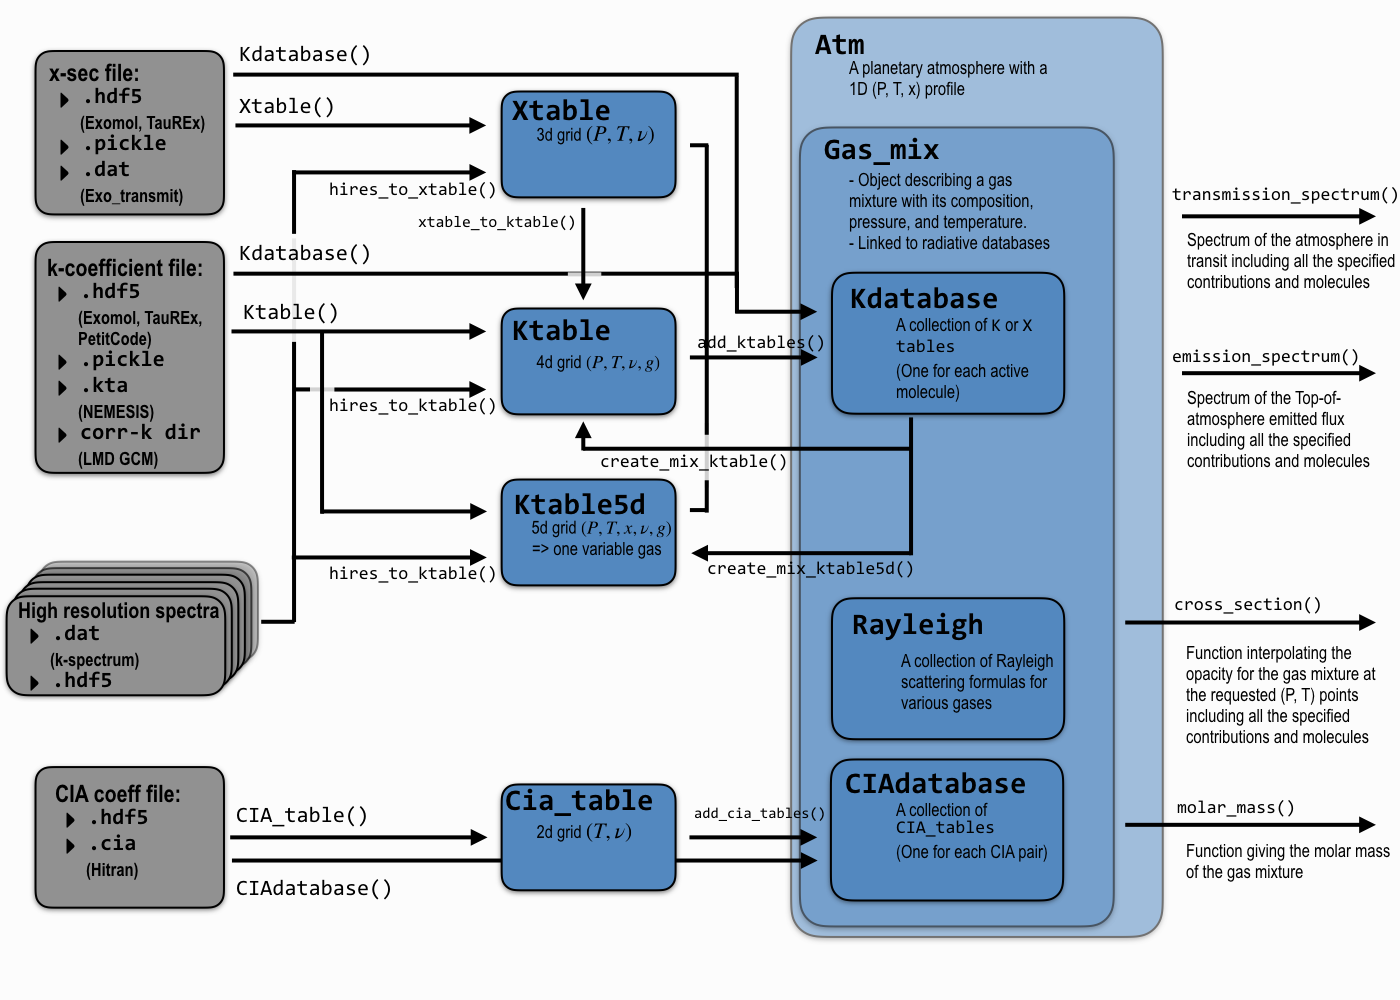 x-sec file:
.hdf5
(Exomol, TauREx)
.pickle
.dat
(Exo_transmit)
k-coefficient file:
.hdf5
(Exomol, TauREx,
PetitCode)
.pickle
.kta
(NEMESIS)
corr-k dir
(LMD GCM)
High resolution spectra
.dat
(k-spectrum)
.hdf5
CIA coeff file:
.hdf5
.cia
(Hitran)
Kdatabase()
Xtable()
hires_to_xtable()
xtable_to_ktable()
Kdatabase()
Ktable()
hires_to_ktable()
hires_to_ktable()
CIA_table()
CIAdatabase()
Xtable
3d grid (P, T, ν)
Ktable
4d grid (P, T, ν, g)
Ktable5d
5d grid (P, T, x, ν, g)
=> one variable gas
Cia_table
2d grid (T, ν)
add_ktables()
create_mix_ktable()
create_mix_ktable5d()
add_cia_tables()
Atm
A planetary atmosphere with a
1D (P, T, x) profile
Gas_mix
- Object describing a gas
mixture with its composition,
pressure, and temperature.
- Linked to radiative databases
Kdatabase
A collection of K or X
tables
(One for each active
molecule)
Rayleigh
A collection of Rayleigh
scattering formulas for
various gases
CIAdatabase
A collection of
CIA_tables
(One for each CIA pair)
transmission_spectrum()
Spectrum of the atmosphere in
transit including all the specified
contributions and molecules
emission_spectrum()
Spectrum of the Top-of-
atmosphere emitted flux
including all the specified
contributions and molecules
cross_section()
Function interpolating the
opacity for the gas mixture at
the requested (P, T) points
including all the specified
contributions and molecules
molar_mass()
Function giving the molar mass
of the gas mixture